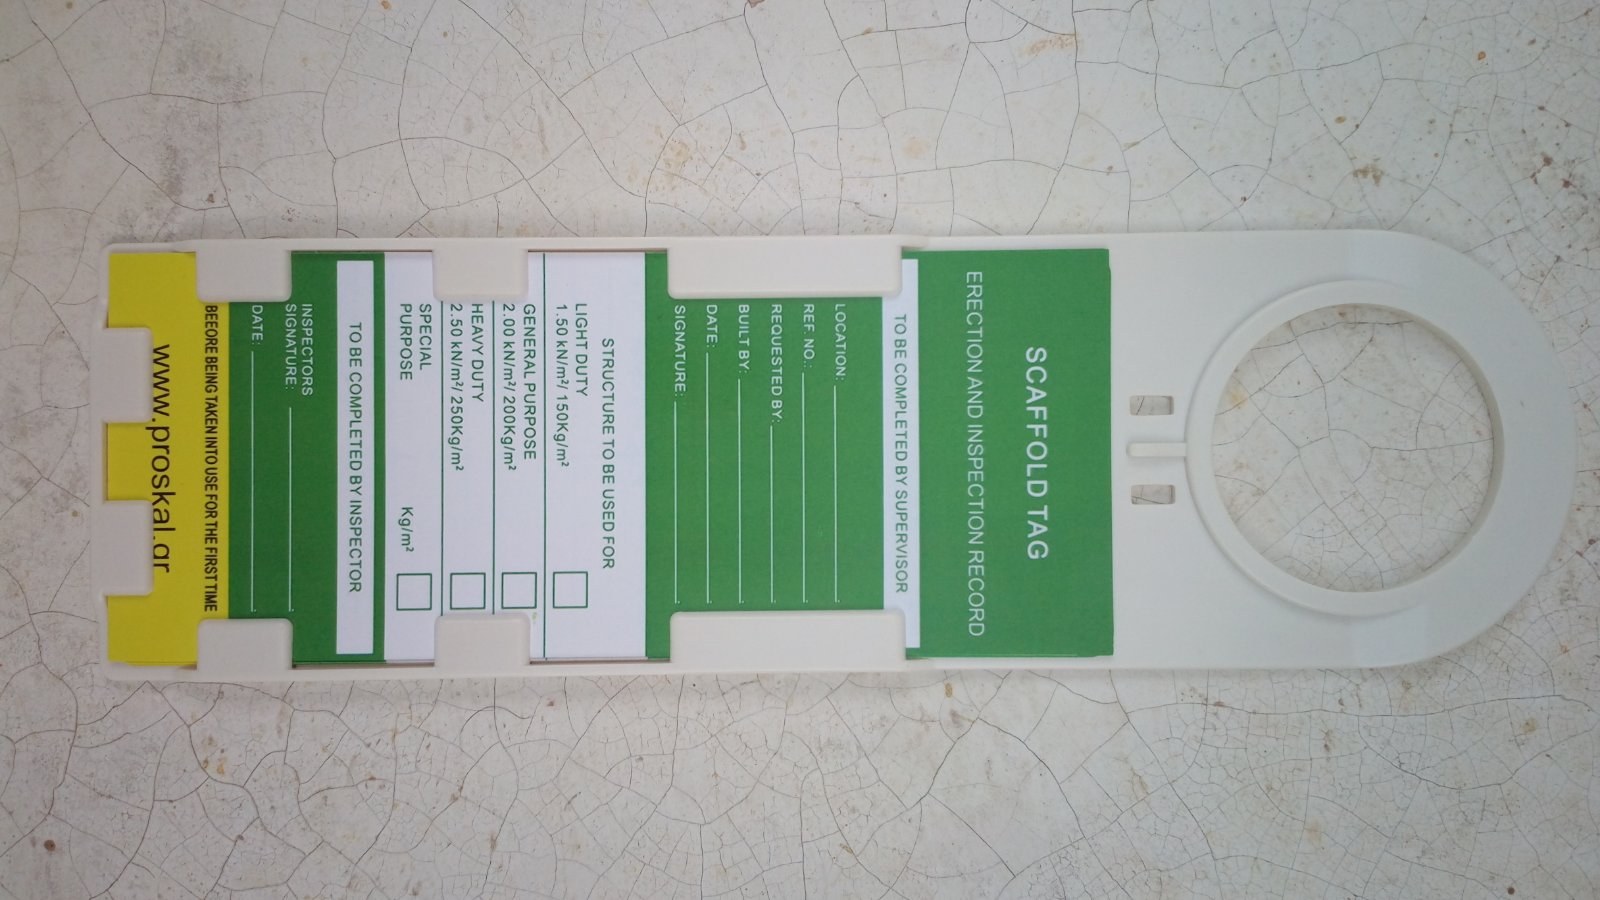 SCAFFOLD TAG
ERECTION AND INSPECTION RECORD
TO BE COMPLETED BY SUPERVISOR
LOCATION:
REF. NO.:
REQUESTED BY:
BUILT BY:
DATE:
SIGNATURE:
STRUCTURE TO BE USED FOR
LIGHT DUTY
1.50 kN/m²/ 150Kg/m²
GENERAL PURPOSE
2.00 kN/m²/ 200Kg/m²
HEAVY DUTY
2.50 kN/m²/ 250Kg/m²
SPECIAL
PURPOSE Kg/m²
TO BE COMPLETED BY INSPECTOR
INSPECTORS
SIGNATURE:
DATE:
BEEORE BEING TAKEN INTO USE FOR THE FIRST TIME
www.proskal.gr